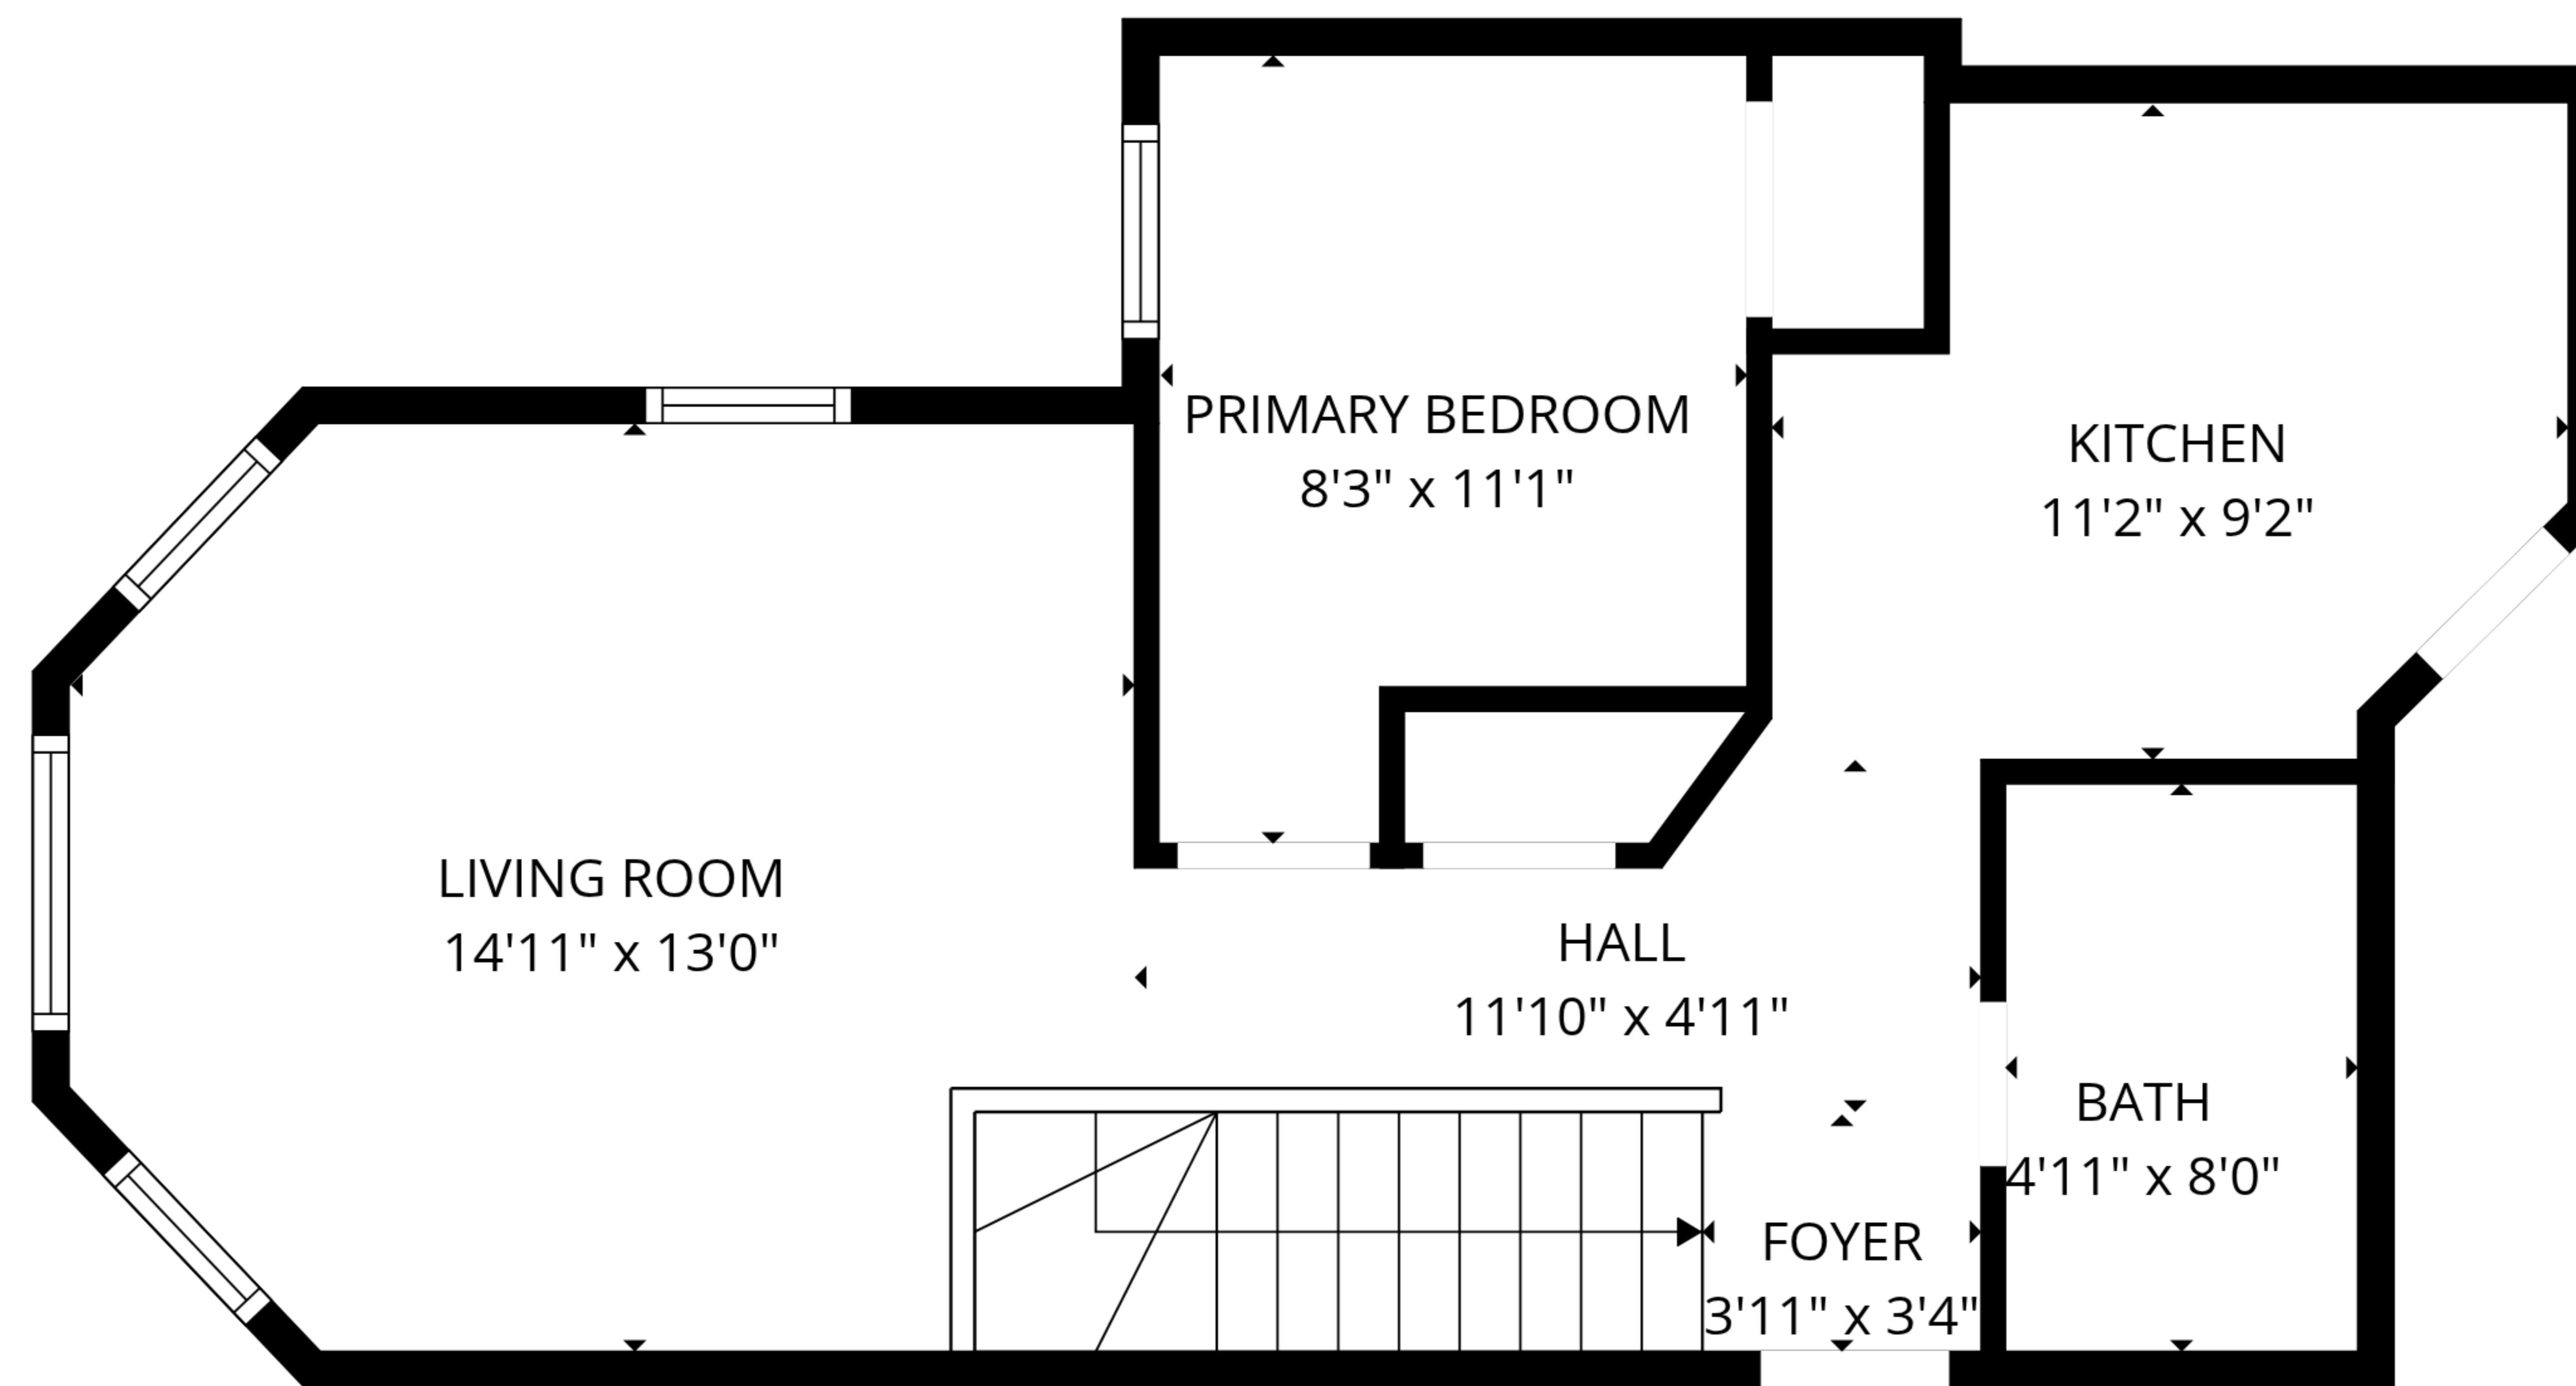 PRIMARY BEDROOM
8'3" x 11'1"
KITCHEN
11'2" x 9'2"
LIVING ROOM
14'11" x 13'0"
HALL
11'10" x 4'11"
BATH
4'11" x 8'0"
FOYER
3'11" x 3'4"